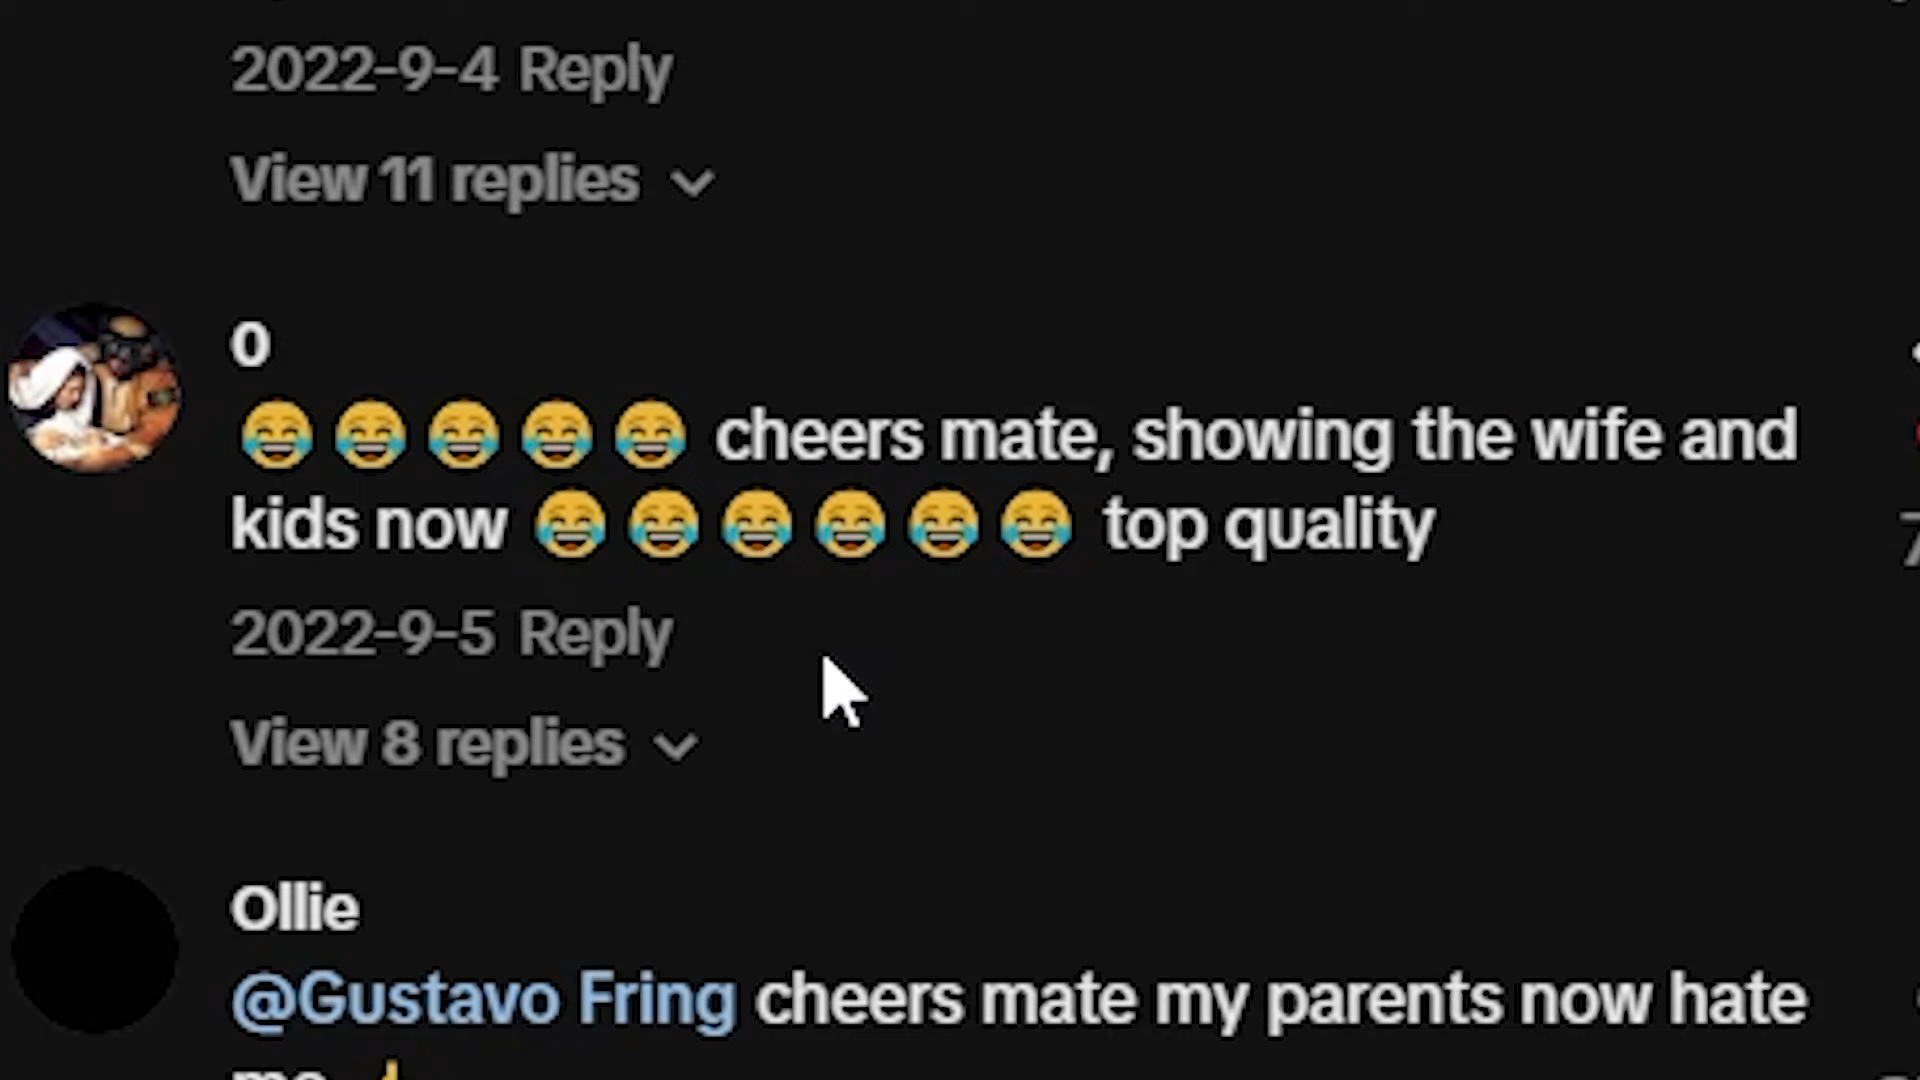 2022-9-4 Reply
View 11 replies
o
😂😂😂😂😂 cheers mate, showing the wife and
kids now 😂😂😂😂😂😂 top quality
2022-9-5 Reply
View 8 replies
Ollie
@Gustavo Fring cheers mate my parents now hate